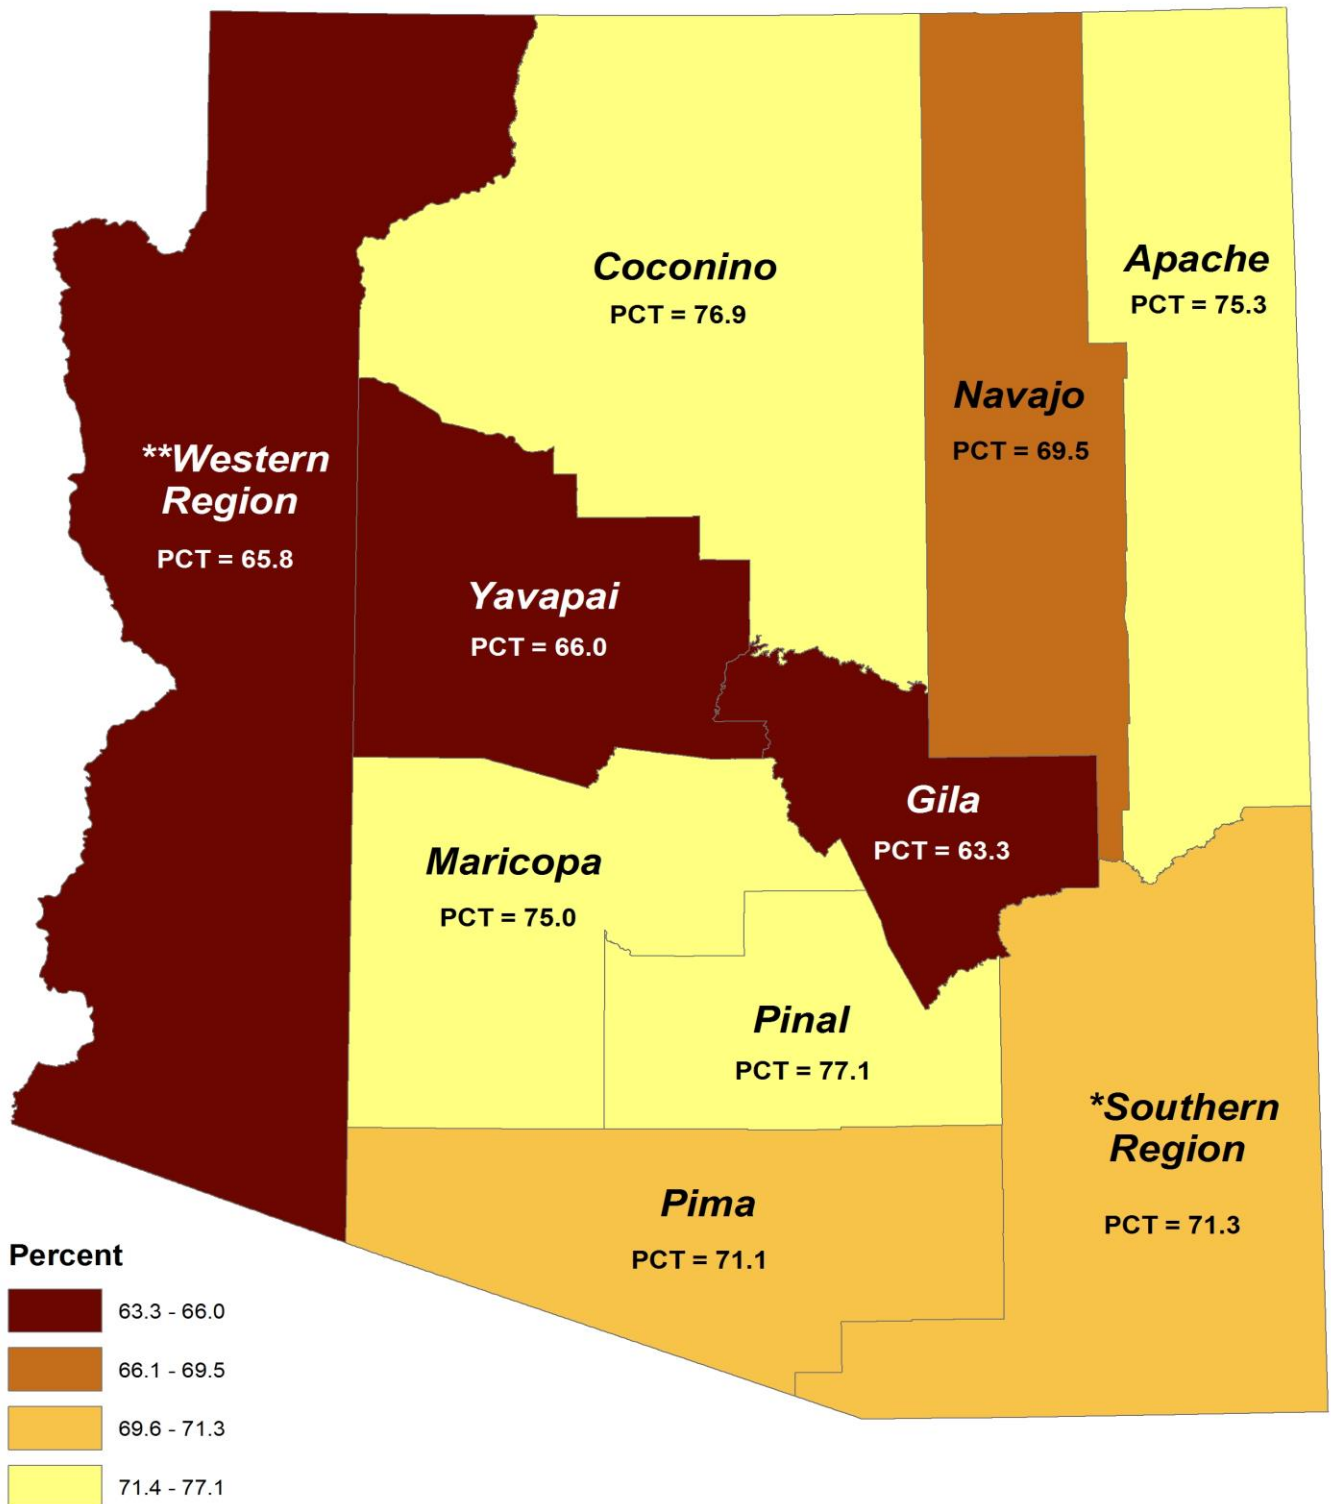 Coconino
PCT = 76.9
Apache
PCT = 75.3
Navajo
PCT = 69.5
**Western
Region
PCT = 65.8
Yavapai
PCT = 66.0
Gila
PCT = 63.3
Maricopa
PCT = 75.0
Pinal
PCT = 77.1
*Southern
Region
PCT = 71.3
Pima
PCT = 71.1
Percent
63.3 - 66.0
66.1 - 69.5
69.6 - 71.3
71.4 - 77.1